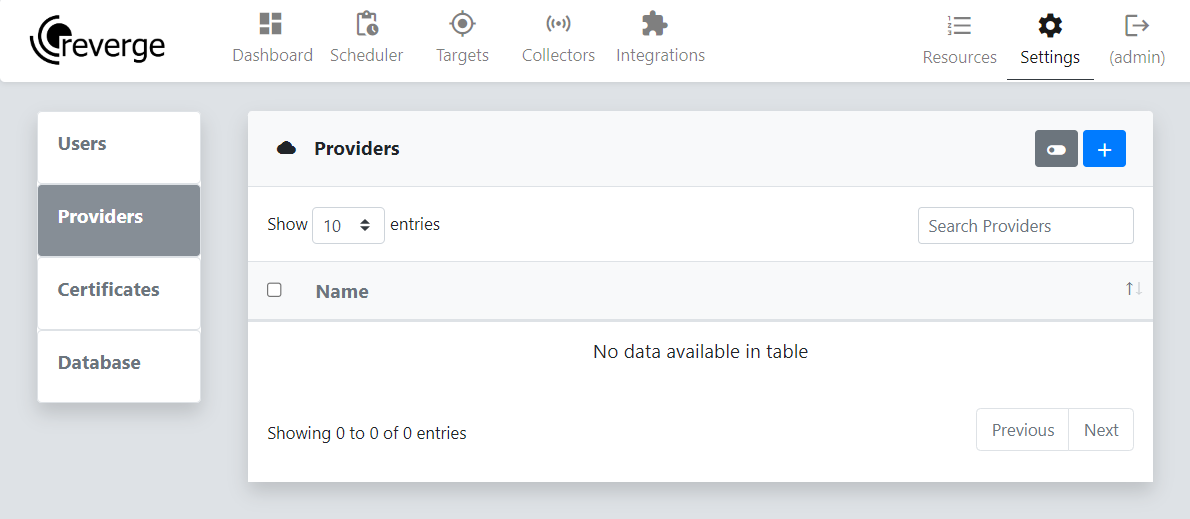 reverge
Dashboard Scheduler Targets Collectors Integrations Resources Settings (admin)
Users
Providers
Certificates
Database
Providers
Show 10 entries Search Providers
Name
No data available in table
Showing 0 to 0 of 0 entries Previous Next